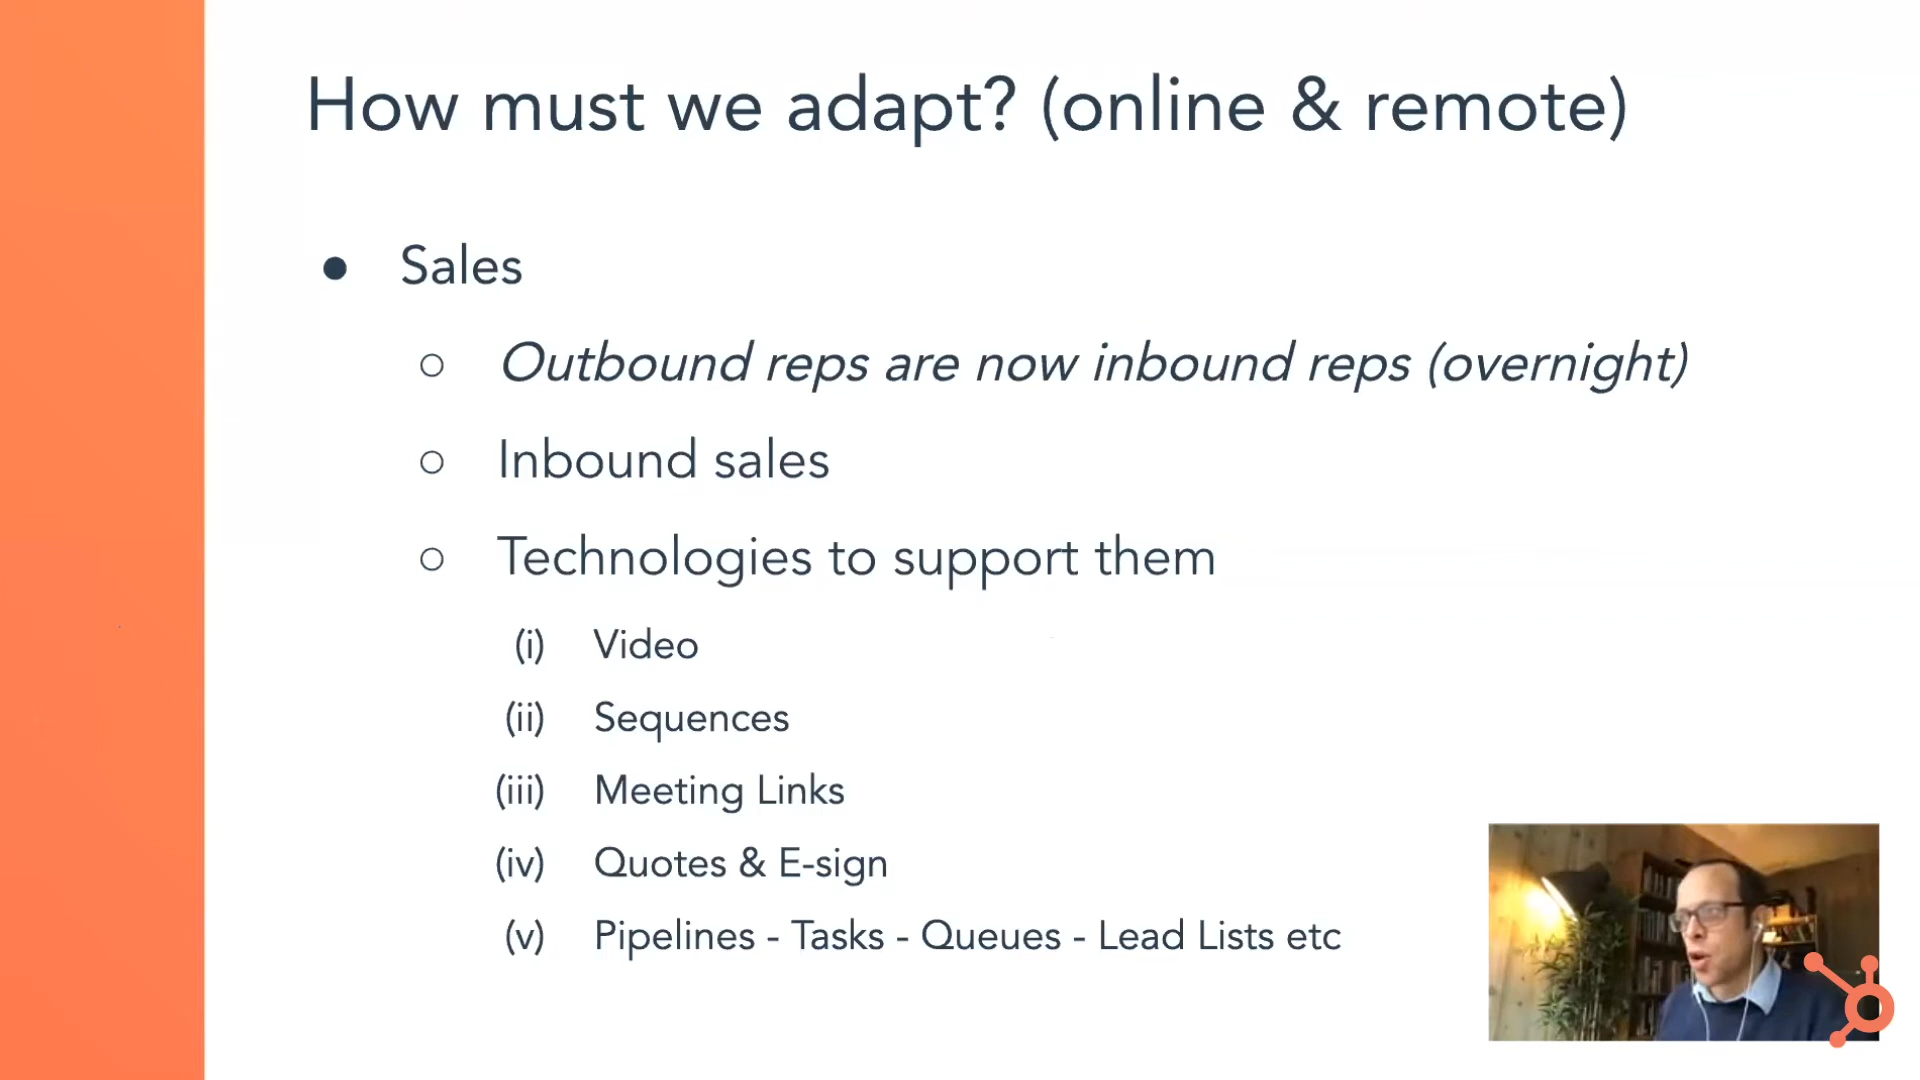 How must we adapt? (online & remote)
● Sales
○ Outbound reps are now inbound reps (overnight)
○ Inbound sales
○ Technologies to support them
(i) Video
(ii) Sequences
(iii) Meeting Links
(iv) Quotes & E-sign
(v) Pipelines - Tasks - Queues - Lead Lists etc